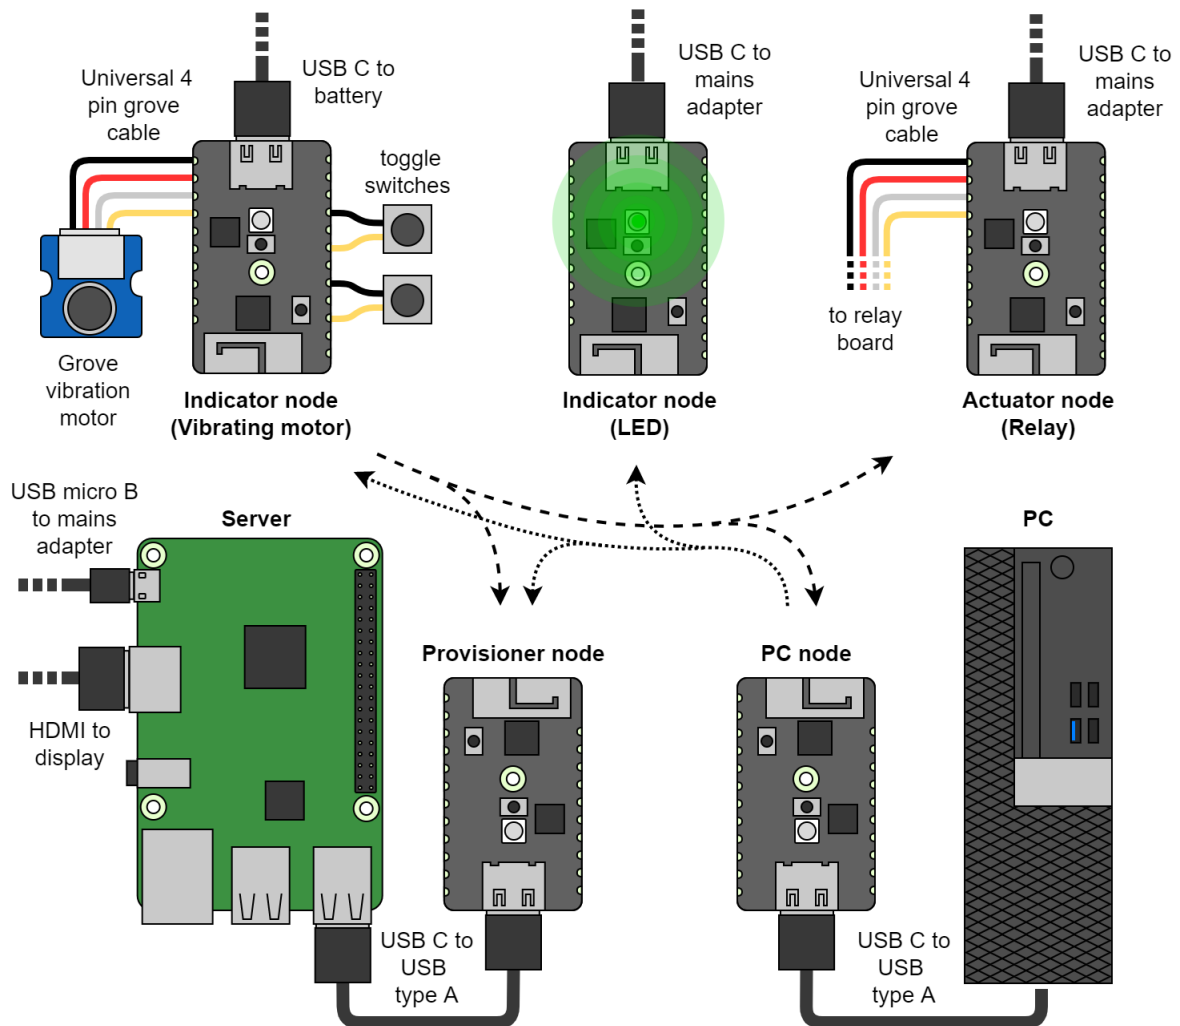 Universal 4
pin grove
cable
USB C to
battery
toggle
switches
Grove
vibration
motor
Indicator node
(Vibrating motor)
USB C to
mains
adapter
Indicator node
(LED)
Universal 4
pin grove
cable
USB C to
mains
adapter
to relay
board
Actuator node
(Relay)
USB micro B
to mains
adapter
Server
HDMI to
display
Provisioner node
USB C to
USB
type A
PC node
USB C to
USB
type A
PC